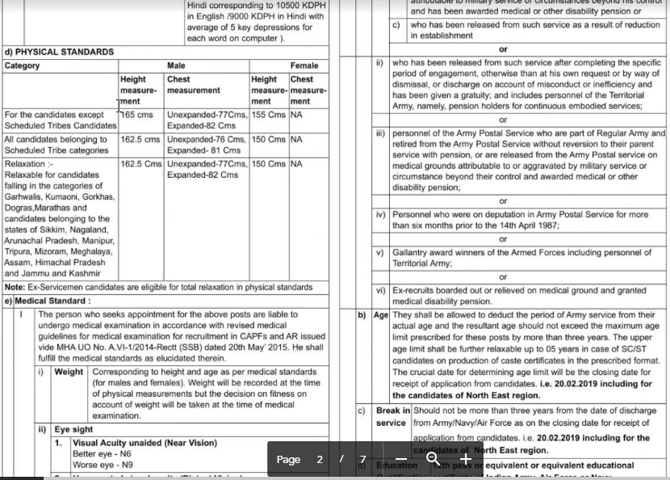 Hindi corresponding to 10500 KDPH
in English /9000 KDPH in Hindi with
average of 5 key depressions for
each word on computer ).
d) PHYSICAL STANDARDS
Category Male Female
Height measure-ment Chest measurement Height measure-ment Chest measure-ment
For the candidates except 165 cms Unexpanded-77Cms, 155 Cms NA
Scheduled Tribes Candidates Expanded-82 Cms
All candidates belonging to 162.5 cms Unexpanded-76 Cms, 150 Cms NA
Scheduled Tribe categories Expanded- 81 Cms
Relaxation :- 162.5 Cms Unexpanded-77Cms, 150 Cms NA
Relaxable for candidates Expanded-82 Cms
falling in the categories of
Garhwalis, Kumaoni, Gorkhas,
Dogras,Marathas and
candidates belonging to the
states of Sikkim, Nagaland,
Arunachal Pradesh, Manipur,
Tripura, Mizoram, Meghalaya,
Assam, Himachal Pradesh
and Jammu and Kashmir
Note: Ex-Servicemen candidates are eligible for total relaxation in physical standards
e) Medical Standard :
I The person who seeks appointment for the above posts are liable to
undergo medical examination in accordance with revised medical
guidelines for medical examination for recruitment in CAPFs and AR issued
vide MHA UO No. A.VI-1/2014-Rectt (SSB) dated 20th May' 2015. He shall
fulfill the medical standards as elucidated therein.
i) Weight Corresponding to height and age as per medical standards
(for males and females). Weight will be recorded at the time
of physical measurements but the decision on fitness on
account of weight will be taken at the time of medical
examination.
ii) Eye sight
1. Visual Acuity unaided (Near Vision)
Better eye - N6
Worse eye - N9
and has been awarded medical or other disability pension or
c) who has been released from such service as a result of reduction
in establishment
or
ii) who has been released from such service after completing the specific
period of engagement, otherwise than at his own request or by way of
dismissal, or discharge on account of misconduct or inefficiency and
has been given a gratuity; and includes personnel of the Territorial
Army, namely, pension holders for continuous embodied services;
or
iii) personnel of the Army Postal Service who are part of Regular Army and
retired from the Army Postal Service without reversion to their parent
service with pension, or are released from the Army Postal service on
medical grounds attributable to or aggravated by military service or
circumstance beyond their control and awarded medical or other
disability pension;
or
iv) Personnel who were on deputation in Army Postal Service for more
than six months prior to the 14th April 1987;
or
v) Gallantry award winners of the Armed Forces including personnel of
Territorial Army;
or
vi) Ex-recruits boarded out or relieved on medical ground and granted
medical disability pension.
b) Age They shall be allowed to deduct the period of Army service from their
actual age and the resultant age should not exceed the maximum age
limit prescribed for these posts by more than three years. The upper
age limit shall be further relaxable up to 05 years in case of SC/ST
candidates on production of caste certificates in the prescribed format.
The crucial date for determining age limit will be the closing date for
receipt of application from candidates. i.e. 20.02.2019 including for
the candidates of North East region.
c) Break in service Should not be more than three years from the date of discharge
from Army/Navy/Air Force as on the closing date for receipt of
application from candidates. i.e. 20.02.2019 including for the
candidates of North East region.
Education
or equivalent or equivalent educational
Page 2 / 7